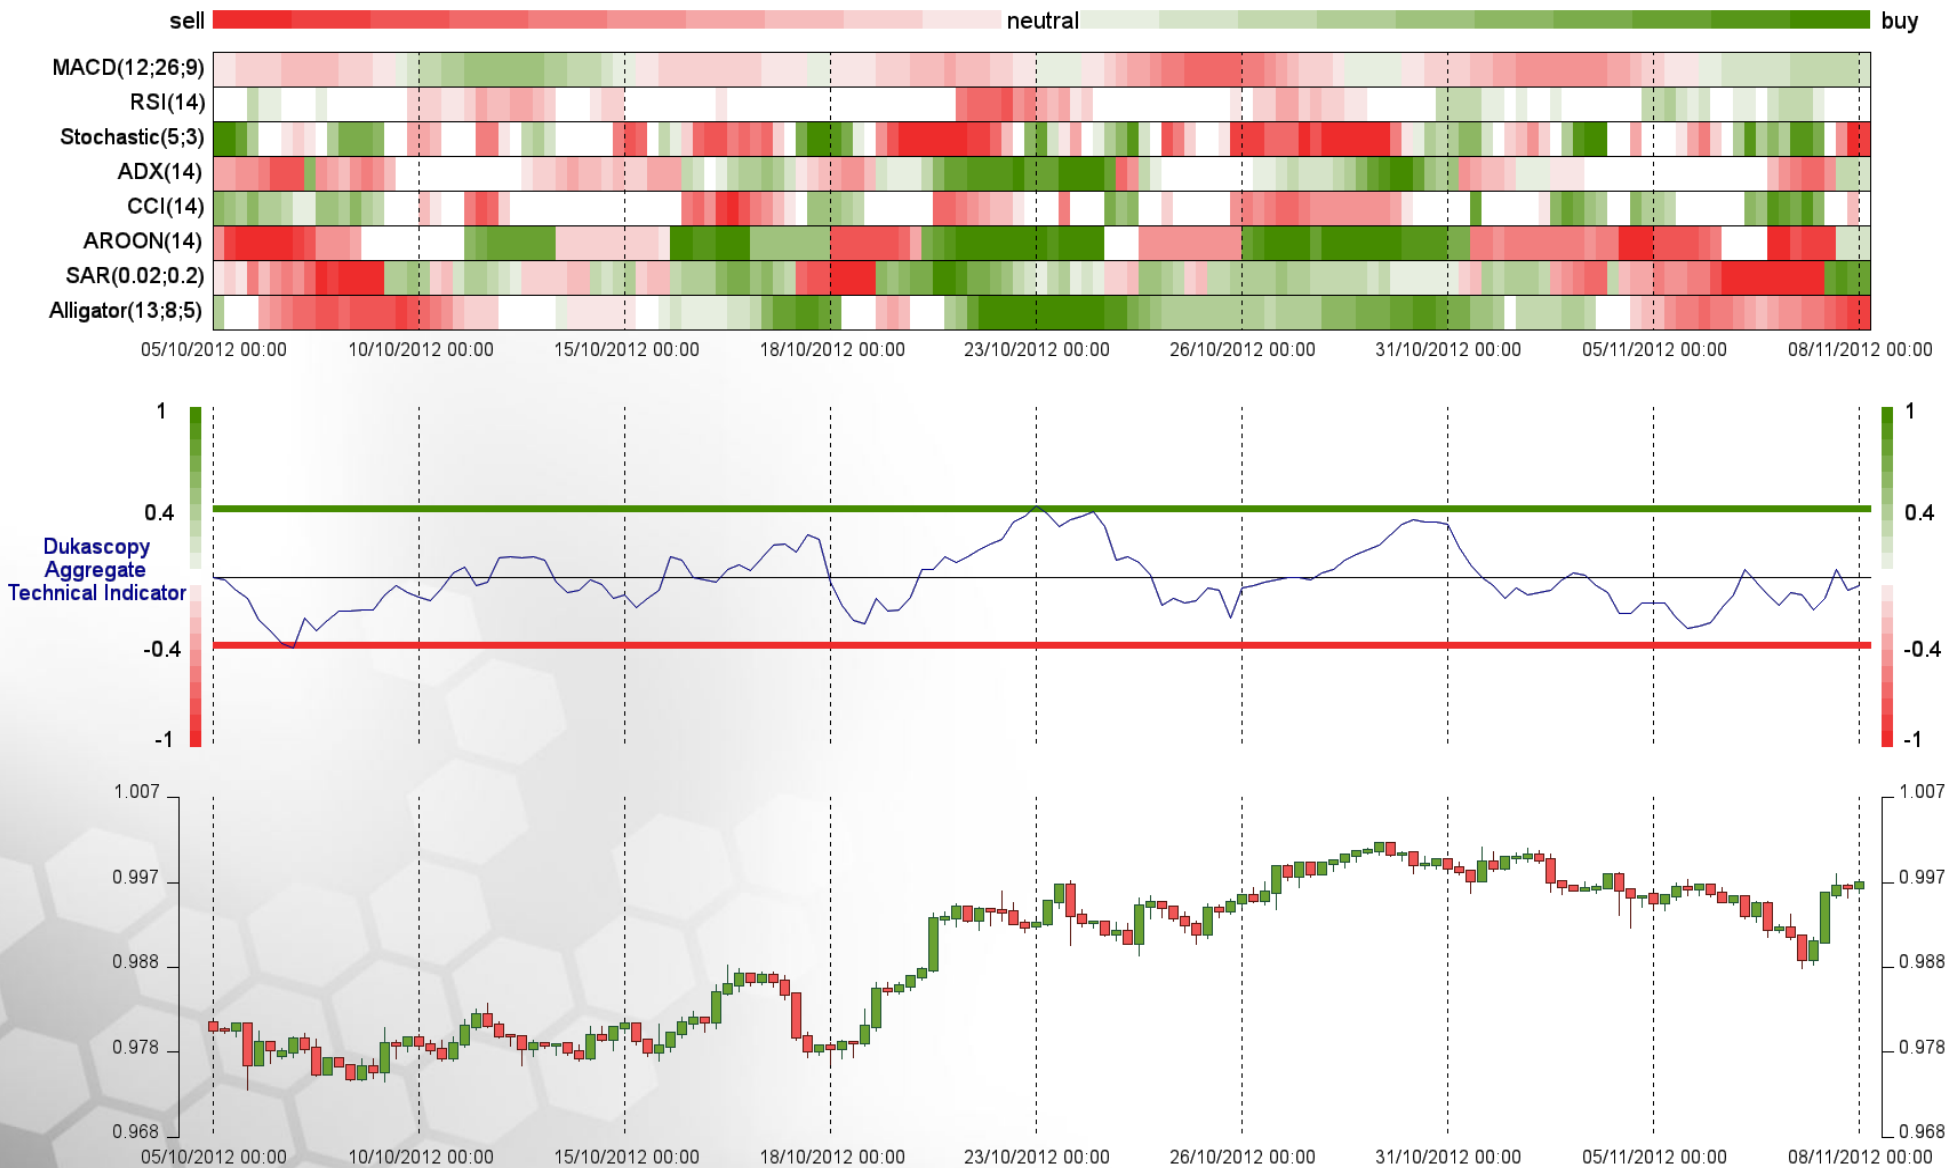 sell neutral buy
MACD(12;26;9)
RSI(14)
Stochastic(5;3)
ADX(14)
CCI(14)
AROON(14)
SAR(0.02;0.2)
Alligator(13;8;5)
05/10/2012 00:00 10/10/2012 00:00 15/10/2012 00:00 18/10/2012 00:00 23/10/2012 00:00 26/10/2012 00:00 31/10/2012 00:00 05/11/2012 00:00 08/11/2012 00:00
1 1
0.4 0.4
Dukascopy
Aggregate
Technical Indicator
-0.4 -0.4
-1 -1
1.007 1.007
0.997 0.997
0.988 0.988
0.978 0.978
0.968 0.968
05/10/2012 00:00 10/10/2012 00:00 15/10/2012 00:00 18/10/2012 00:00 23/10/2012 00:00 26/10/2012 00:00 31/10/2012 00:00 05/11/2012 00:00 08/11/2012 00:00